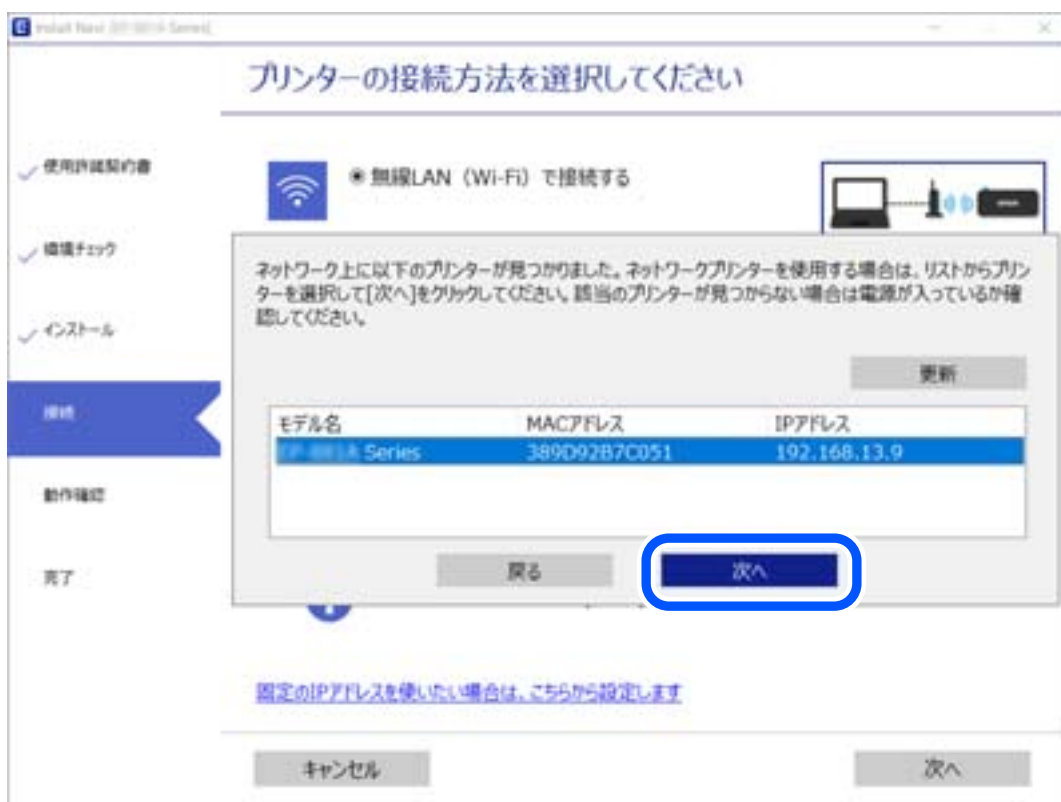 Install Navi
プリンターの接続方法を選択してください
使用許諾契約書
環境チェック
インストール
接続
動作確認
完了
無線LAN（Wi-Fi）で接続する
ネットワーク上に以下のプリンターが見つかりました。ネットワークプリンターを使用する場合は、リストからプリン
ターを選択して[次へ]をクリックしてください。該当のプリンターが見つからない場合は電源が入っているか確
認してください。
更新
モデル名 MACアドレス IPアドレス
Series 389D92B7C051 192.168.13.9
戻る 次へ
固定のIPアドレスを使いたい場合は、こちらから設定します
キャンセル 次へ